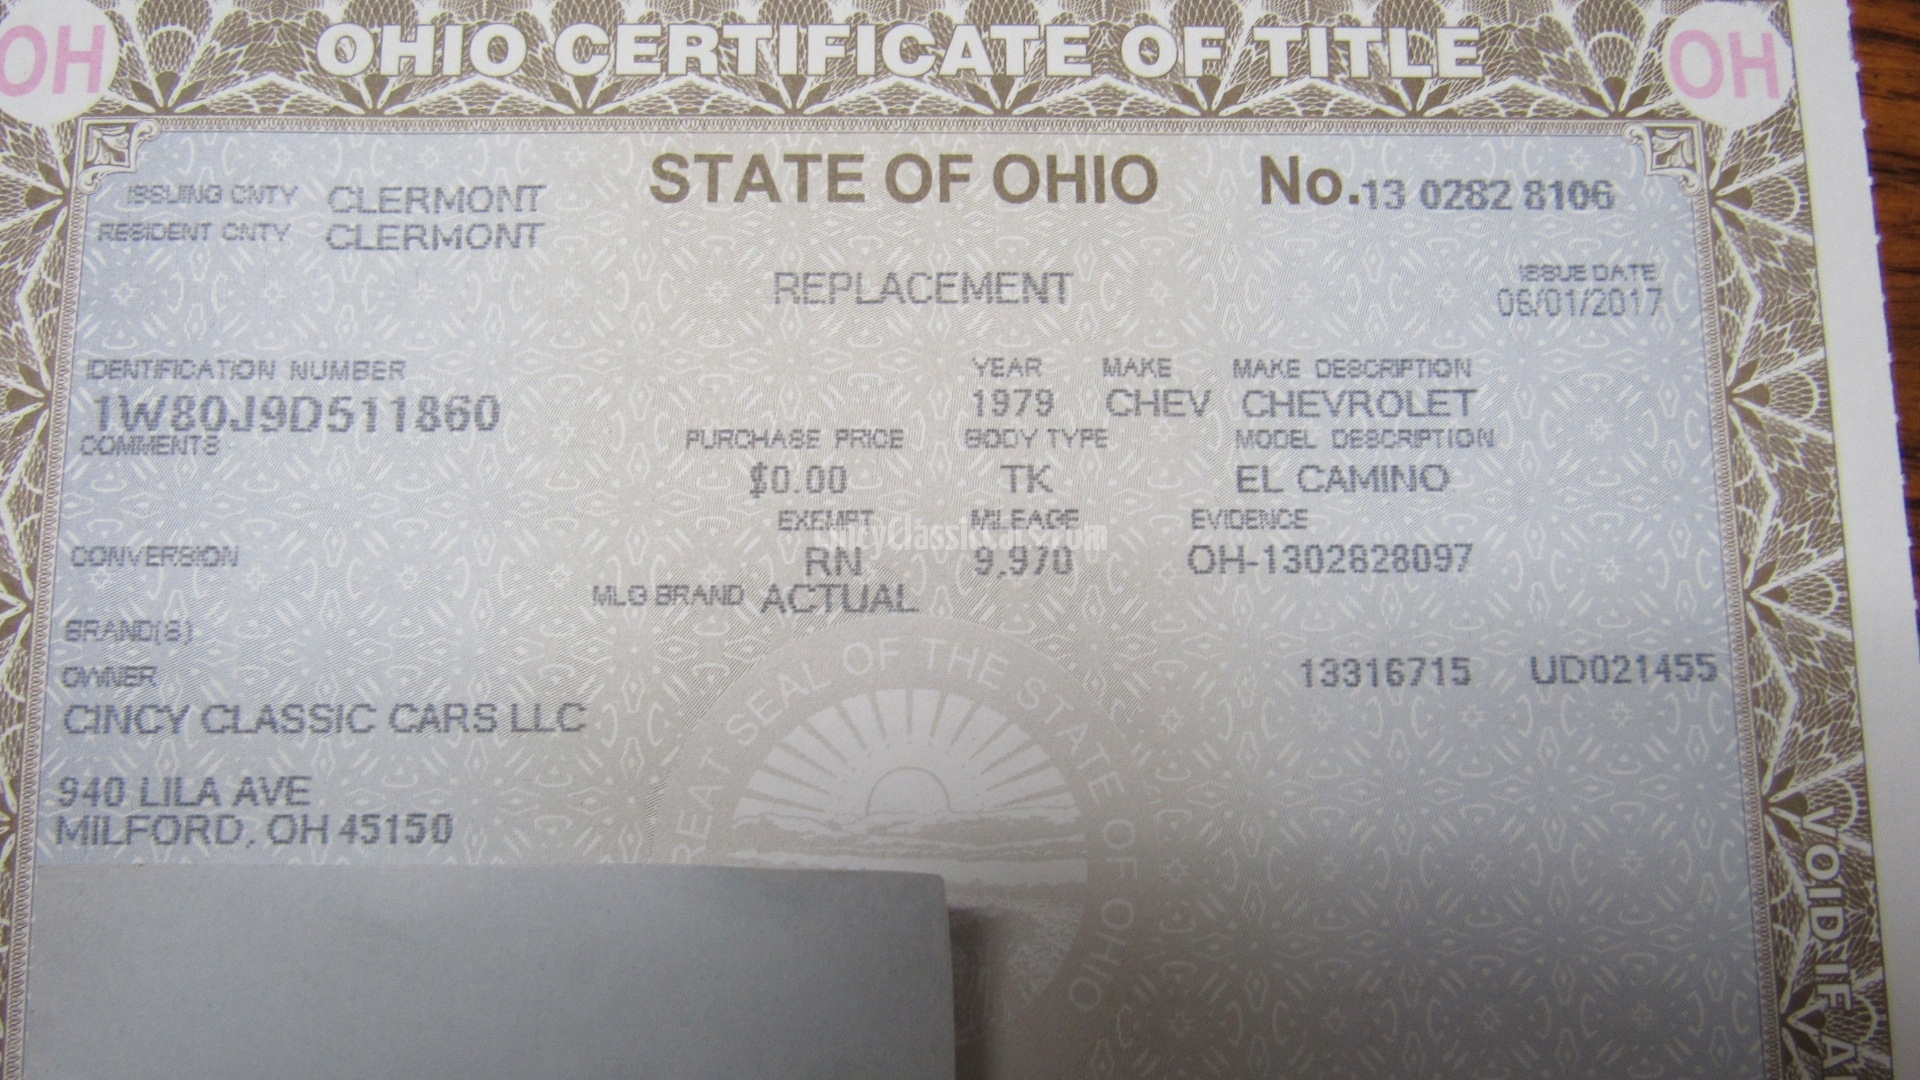 OH OHIO CERTIFICATE OF TITLE OH
ISSUING CNTY CLERMONT STATE OF OHIO No.13 0282 8106
RESIDENT CNTY CLERMONT
REPLACEMENT ISSUE DATE
06/01/2017
IDENTIFICATION NUMBER YEAR MAKE MAKE DESCRIPTION
1W80J9D511860 1979 CHEV CHEVROLET
COMMENTS PURCHASE PRICE BODY TYPE MODEL DESCRIPTION
$0.00 TK EL CAMINO
EXEMPT MILEAGE EVIDENCE
CincyClassicCars.com
CONVERSION RN 9,970 OH-1302828097
MLG BRAND ACTUAL
BRAND(S)
OWNER 13316715 UD021455
CINCY CLASSIC CARS LLC
940 LILA AVE
MILFORD, OH 45150
REAT SEAL OF THE STATE OF OHIO
VOID IF A